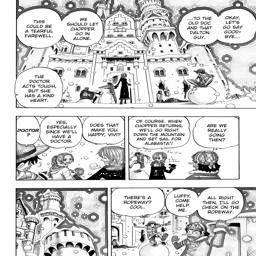 OKAY,
LET'S
GO SAY
GOOD-
BYE...
TO THE
OLD DOC
AND THAT
DALTON
GUY.
WE
SHOULD LET
CHOPPER
GO IN
ALONE.
THIS
COULD BE
A TEARFUL
FAREWELL.
THE
DOCTOR
ACTS TOUGH,
BUT SHE
HAS A KIND
HEART.
ARE WE
REALLY
GOING
THEN?
OF COURSE. WHEN
CHOPPER RETURNS,
WE'LL GO RIGHT
DOWN THE MOUNTAIN
AND SET SAIL FOR
ALABASTA!!
DOES THAT
MAKE YOU
HAPPY, VIVI?
YES,
ESPECIALLY
SINCE WE'LL
HAVE A
DOCTOR.
DOCTOR
ALL RIGHT
THEN, I'LL GO
CHECK ON THE
ROPEWAY.
LUFFY,
COME
HELP
ME.
THERE'S A
ROPEWAY?
COOL.